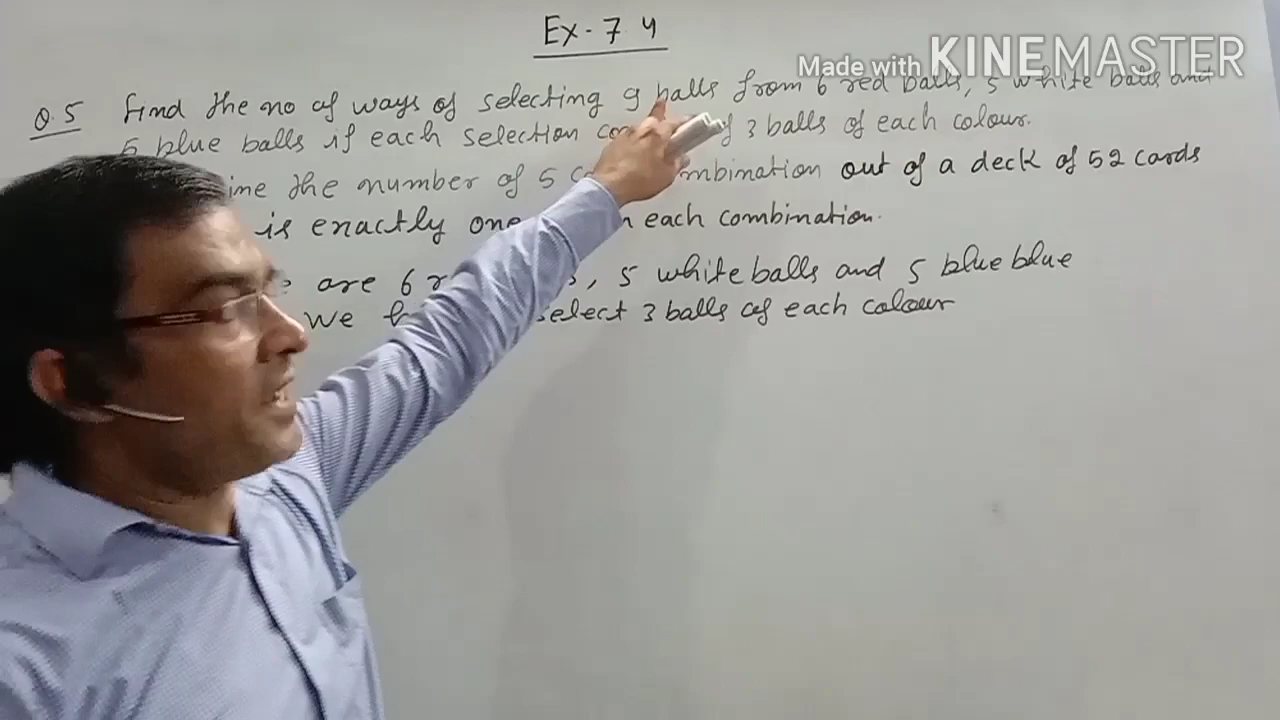 Ex - 7 4
Made with KINEMASTER
Q.5 Find the no of ways of selecting 9 balls from 6 red balls, 5 white balls and
5 blue balls if each selection of 3 balls of each colour.
the number of 5 combination out of a deck of 52 cards
is exactly one each combination.
are 6 , 5 white balls and 5 blue blue
We select 3 balls of each colour